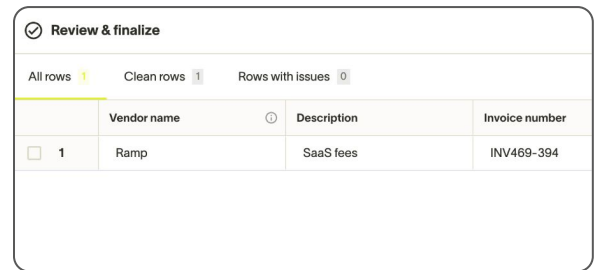 Review & finalize
All rows 1 Clean rows 1 Rows with issues 0
Vendor name Description Invoice number
1 Ramp SaaS fees INV469-394